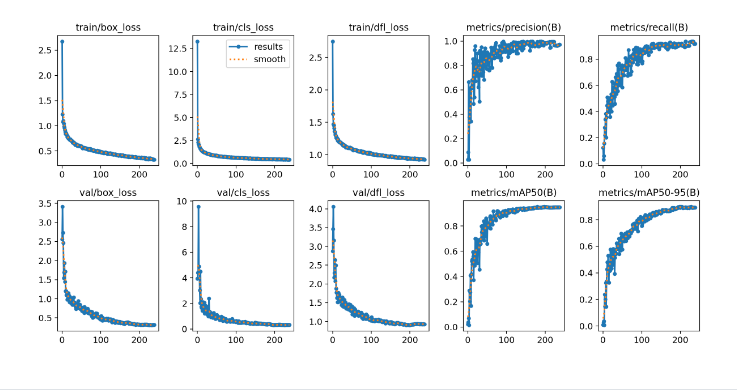 train/box_loss train/cls_loss train/dfl_loss metrics/precision(B) metrics/recall(B)
2.5 2.0 1.5 1.0 0.5
12.5 10.0 7.5 5.0 2.5 0.0
results
smooth
2.5 2.0 1.5 1.0
1.0 0.8 0.6 0.4 0.2 0.0
0.8 0.6 0.4 0.2 0.0
0 100 200 0 100 200 0 100 200 0 100 200 0 100 200
val/box_loss val/cls_loss val/dfl_loss metrics/mAP50(B) metrics/mAP50-95(B)
3.5 3.0 2.5 2.0 1.5 1.0 0.5
10 8 6 4 2 0
4.0 3.5 3.0 2.5 2.0 1.5 1.0
1.0 0.8 0.6 0.4 0.2 0.0
0.8 0.6 0.4 0.2 0.0
0 100 200 0 100 200 0 100 200 0 100 200 0 100 200